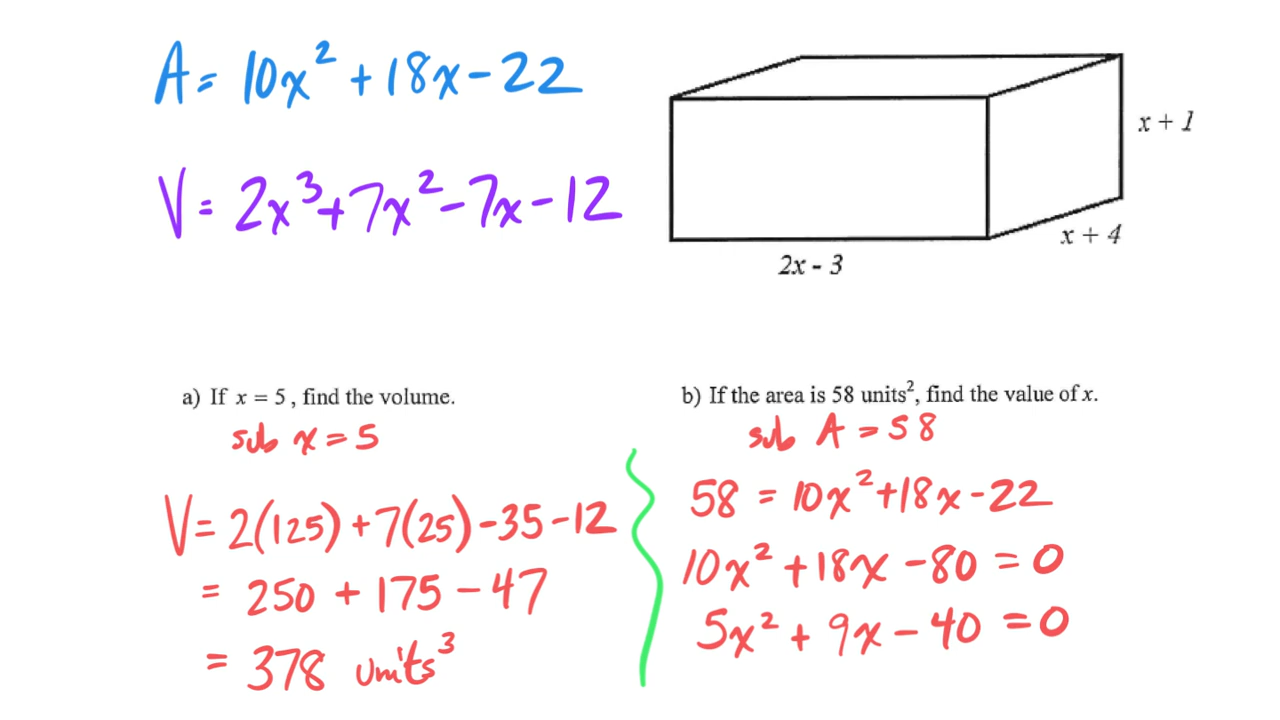 A = 10x² + 18x - 22
V = 2x³ + 7x² - 7x - 12
x + 1
x + 4
2x - 3
a) If x = 5 , find the volume.
sub x = 5
V = 2(125) + 7(25) - 35 - 12
= 250 + 175 - 47
= 378 units³
b) If the area is 58 units², find the value of x.
sub A = 58
58 = 10x² + 18x - 22
10x² + 18x - 80 = 0
5x² + 9x - 40 = 0